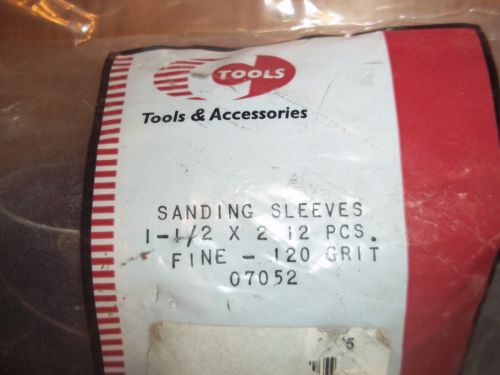 TOOLS
Tools & Accessories
SANDING SLEEVES
1-1/2 X 2 12 PCS.
FINE - 120 GRIT
07052